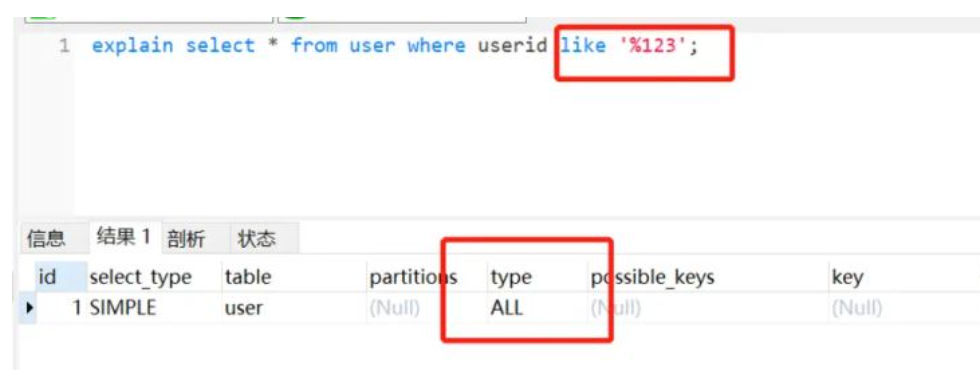 1 explain select * from user where userid like '%123';
信息 结果 1 剖析 状态
id select_type table partitions type possible_keys key
1 SIMPLE user (Null) ALL (Null) (Null)